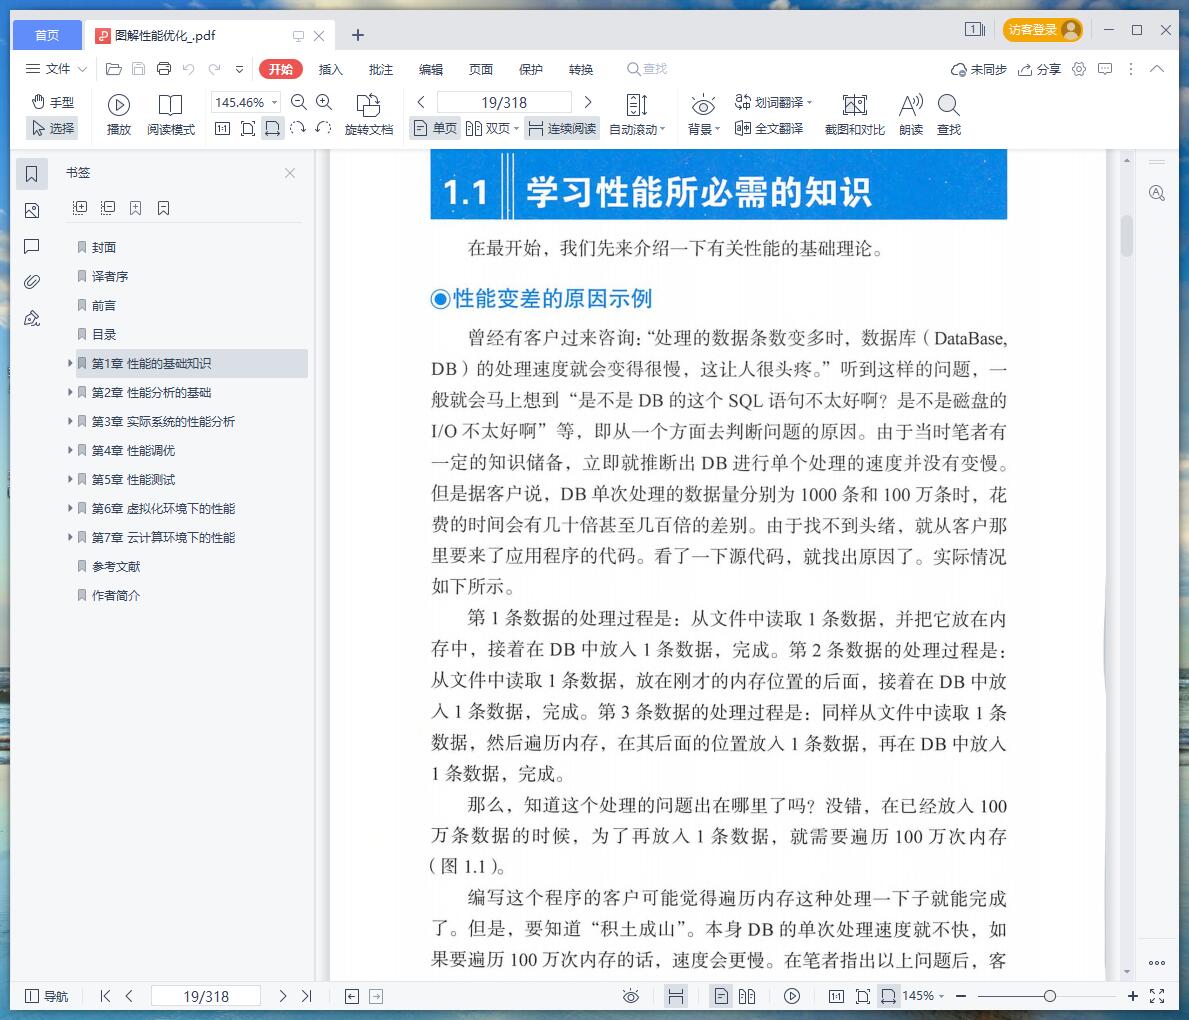 首页
图解性能优化_.pdf
1
访客登录
文件
开始
插入
批注
编辑
页面
保护
转换
查找
未同步
分享
手型
选择
播放
阅读模式
145.46%
1:1
旋转文档
19/318
单页
双页
连续阅读
自动滚动
背景
划词翻译
全文翻译
截图和对比
朗读
查找
书签
封面
译者序
前言
目录
第1章 性能的基础知识
第2章 性能分析的基础
第3章 实际系统的性能分析
第4章 性能调优
第5章 性能测试
第6章 虚拟化环境下的性能
第7章 云计算环境下的性能
参考文献
作者简介
1.1 学习性能所必需的知识
在最开始，我们先来介绍一下有关性能的基础理论。
性能变差的原因示例
曾经有客户过来咨询：“处理的数据条数变多时，数据库（DataBase,
DB）的处理速度就会变得很慢，这让人很头疼。”听到这样的问题，一
般就会马上想到“是不是 DB 的这个 SQL 语句不太好啊？是不是磁盘的
I/O 不太好啊”等，即从一个方面去判断问题的原因。由于当时笔者有
一定的知识储备，立即就推断出 DB 进行单个处理的速度并没有变慢。
但是据客户说，DB 单次处理的数据量分别为 1000 条和 100 万条时，花
费的时间会有几十倍甚至几百倍的差别。由于找不到头绪，就从客户那
里要来了应用程序的代码。看了一下源代码，就找出原因了。实际情况
如下所示。
第 1 条数据的处理过程是：从文件中读取 1 条数据，并把它放在内
存中，接着在 DB 中放入 1 条数据，完成。第 2 条数据的处理过程是：
从文件中读取 1 条数据，放在刚才的内存位置的后面，接着在 DB 中放
入 1 条数据，完成。第 3 条数据的处理过程是：同样从文件中读取 1 条
数据，然后遍历内存，在其后面的位置放入 1 条数据，再在 DB 中放入
1 条数据，完成。
那么，知道这个处理的问题出在哪里了吗？没错，在已经放入 100
万条数据的时候，为了再放入 1 条数据，就需要遍历 100 万次内存
（图 1.1）。
编写这个程序的客户可能觉得遍历内存这种处理一下子就能完成
了。但是，要知道“积土成山”。本身 DB 的单次处理速度就不快，如
果要遍历 100 万次内存的话，速度会更慢。在笔者指出以上问题后，客
导航
19/318
1:1
145%